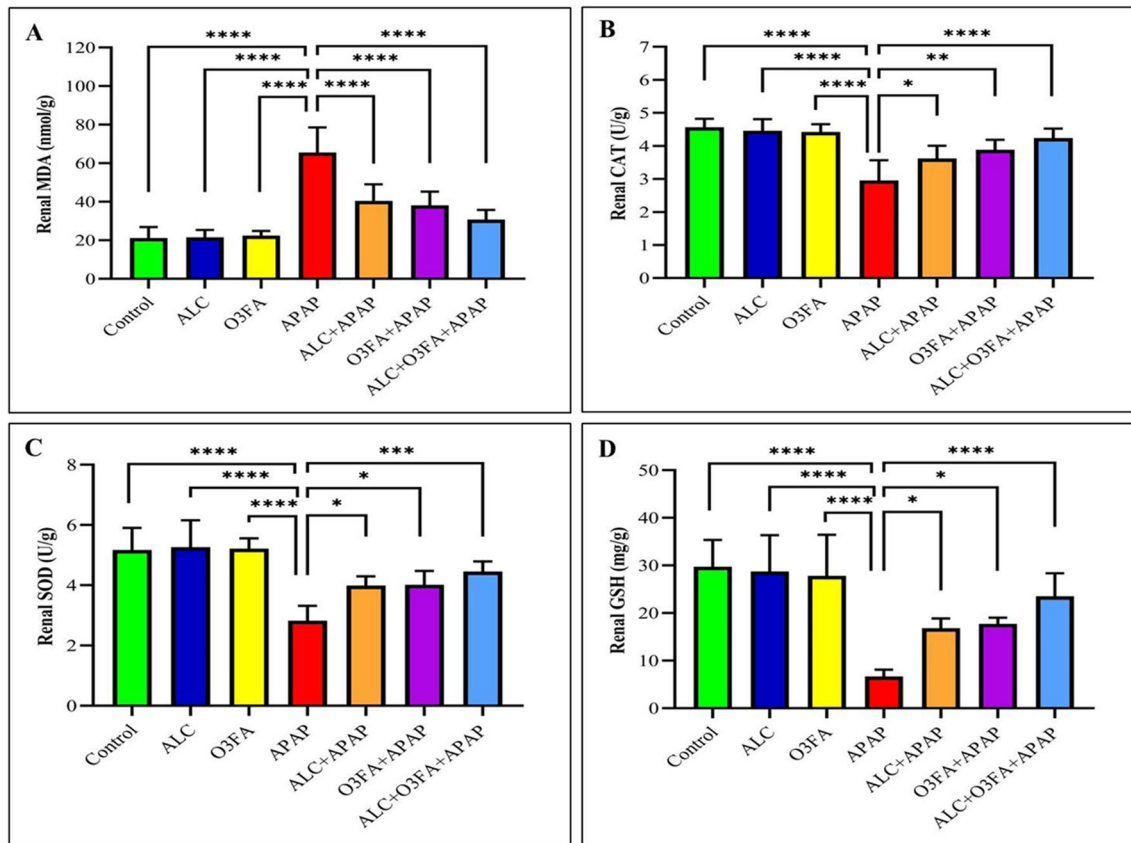 A
**** ****
**** ****
**** ****
Renal MDA (nmol/g)
120
100
80
60
40
20
0
Control
ALC
O3FA
APAP
ALC+APAP
O3FA+APAP
ALC+O3FA+APAP
B
**** ****
**** **
**** *
Renal CAT (U/g)
7
6
5
4
3
2
1
0
Control
ALC
O3FA
APAP
ALC+APAP
O3FA+APAP
ALC+O3FA+APAP
C
**** ***
**** *
**** *
Renal SOD (U/g)
8
6
4
2
0
Control
ALC
O3FA
APAP
ALC+APAP
O3FA+APAP
ALC+O3FA+APAP
D
**** ****
**** *
**** *
Renal GSH (mg/g)
50
40
30
20
10
0
Control
ALC
O3FA
APAP
ALC+APAP
O3FA+APAP
ALC+O3FA+APAP